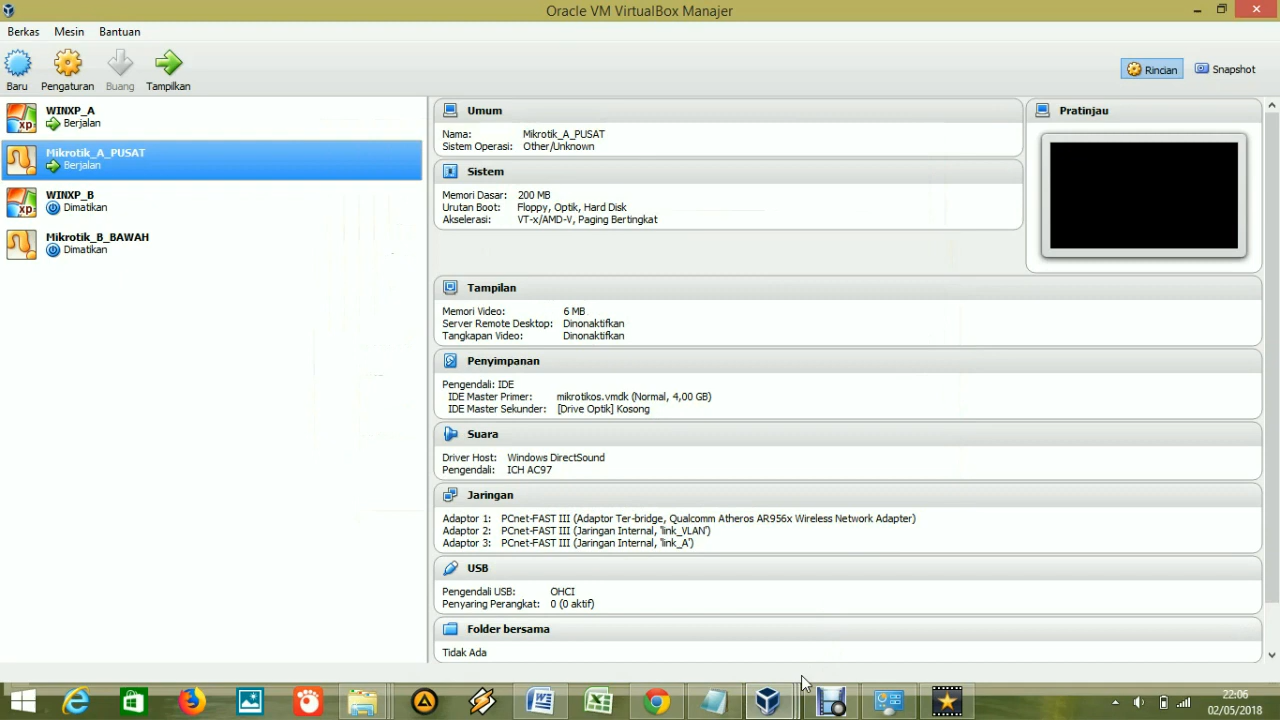 Oracle VM VirtualBox Manajer
Berkas Mesin Bantuan
Baru Pengaturan Buang Tampilkan
Rincian Snapshot
WINXP_A
Berjalan
Mikrotik_A_PUSAT
Berjalan
WINXP_B
Dimatikan
Mikrotik_B_BAWAH
Dimatikan
Umum
Nama: Mikrotik_A_PUSAT
Sistem Operasi: Other/Unknown
Pratinjau
Sistem
Memori Dasar: 200 MB
Urutan Boot: Floppy, Optik, Hard Disk
Akselerasi: VT-x/AMD-V, Paging Bertingkat
Tampilan
Memori Video: 6 MB
Server Remote Desktop: Dinonaktifkan
Tangkapan Video: Dinonaktifkan
Penyimpanan
Pengendali: IDE
IDE Master Primer: mikrotikos.vmdk (Normal, 4,00 GB)
IDE Master Sekunder: [Drive Optik] Kosong
Suara
Driver Host: Windows DirectSound
Pengendali: ICH AC97
Jaringan
Adaptor 1: PCnet-FAST III (Adaptor Ter-bridge, Qualcomm Atheros AR956x Wireless Network Adapter)
Adaptor 2: PCnet-FAST III (Jaringan Internal, 'link_VLAN')
Adaptor 3: PCnet-FAST III (Jaringan Internal, 'link_A')
USB
Pengendali USB: OHCI
Penyaring Perangkat: 0 (0 aktif)
Folder bersama
Tidak Ada
22:06
02/05/2018